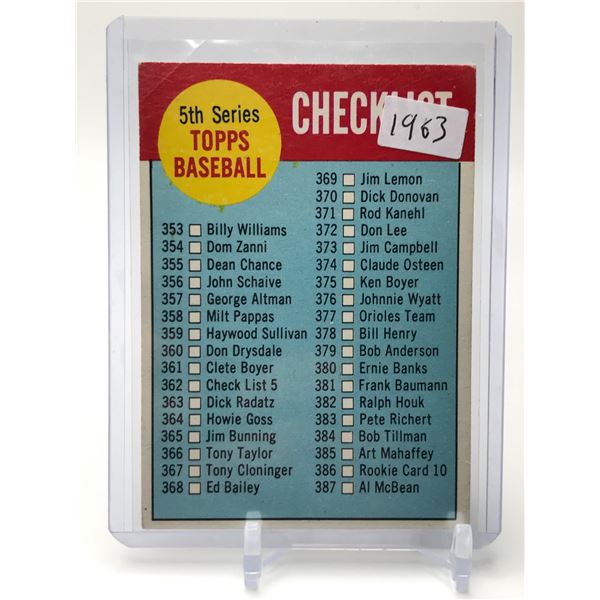 5th Series
TOPPS
BASEBALL
CHECKLIST
1963
353 Billy Williams
354 Dom Zanni
355 Dean Chance
356 John Schaive
357 George Altman
358 Milt Pappas
359 Haywood Sullivan
360 Don Drysdale
361 Clete Boyer
362 Check List 5
363 Dick Radatz
364 Howie Goss
365 Jim Bunning
366 Tony Taylor
367 Tony Cloninger
368 Ed Bailey
369 Jim Lemon
370 Dick Donovan
371 Rod Kanehl
372 Don Lee
373 Jim Campbell
374 Claude Osteen
375 Ken Boyer
376 Johnnie Wyatt
377 Orioles Team
378 Bill Henry
379 Bob Anderson
380 Ernie Banks
381 Frank Baumann
382 Ralph Houk
383 Pete Richert
384 Bob Tillman
385 Art Mahaffey
386 Rookie Card 10
387 Al McBean